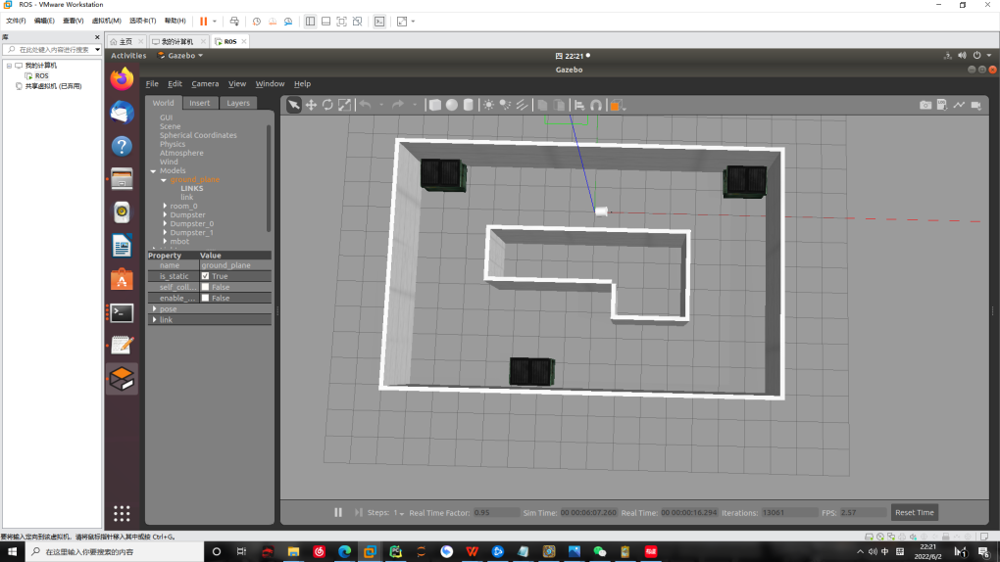 ROS - VMware Workstation
文件(F) 编辑(E) 查看(V) 虚拟机(M) 选项卡(T) 帮助(H)
库
在此处键入内容进行搜索
主页 我的计算机 ROS
我的计算机
ROS
共享虚拟机 (已弃用)
Activities Gazebo 22:21
Gazebo
File Edit Camera View Window Help
World Insert Layers
GUI
Scene
Spherical Coordinates
Physics
Atmosphere
Wind
Models
ground_plane
LINKS
link
room_0
Dumpster
Dumpster_0
Dumpster_1
mbot
Property Value
name ground_plane
is_static True
self_coll... False
enable_... False
pose
link
Steps: 1 Real Time Factor: 0.95 Sim Time: 00 00:06:07.260 Real Time: 00 00:00:16.294 Iterations: 13061 FPS: 2.57 Reset Time
要将输入定向到该虚拟机，请将鼠标指针移入其中或按 Ctrl+G。
在这里输入你要搜索的内容
中
22:21
2022/6/2